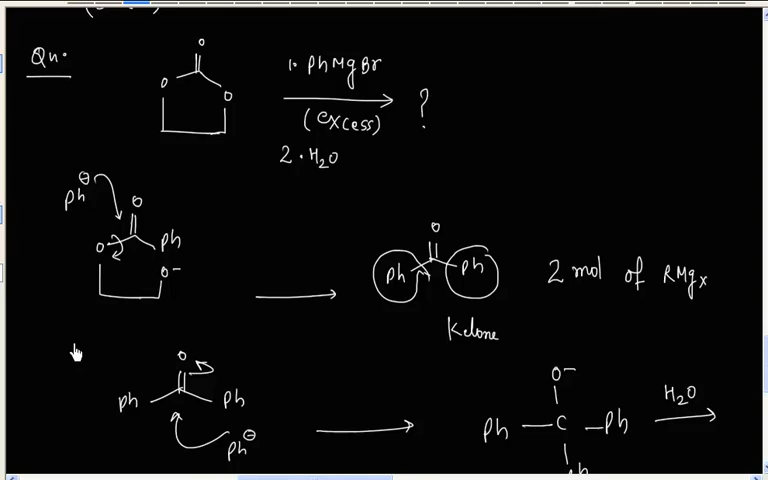 Qn.
O
O
O
1. PhMgBr
(excess)
2. H2O
?
Ph⊖
O
O
Ph
O−
O
Ph
Ph
Ketone
2 mol of RMgx
O
Ph
Ph
Ph⊖
O−
Ph — C — Ph
H2O